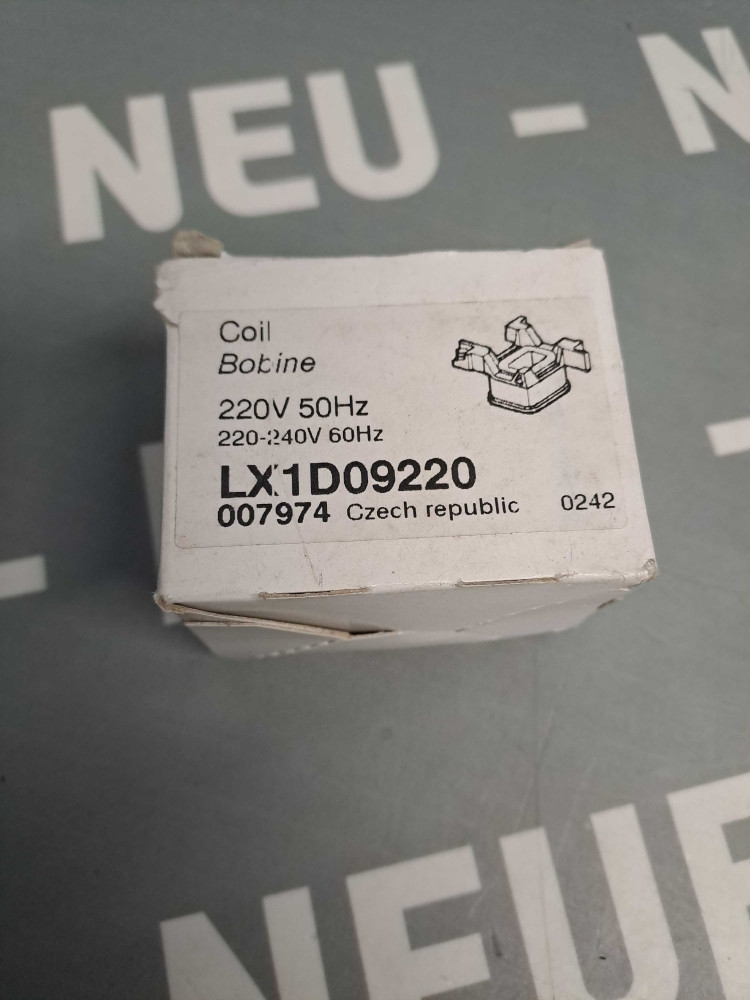 NEU - N
Coil
Bobine
220V 50Hz
220-240V 60Hz
LX1D09220
007974 Czech republic 0242
NEUE